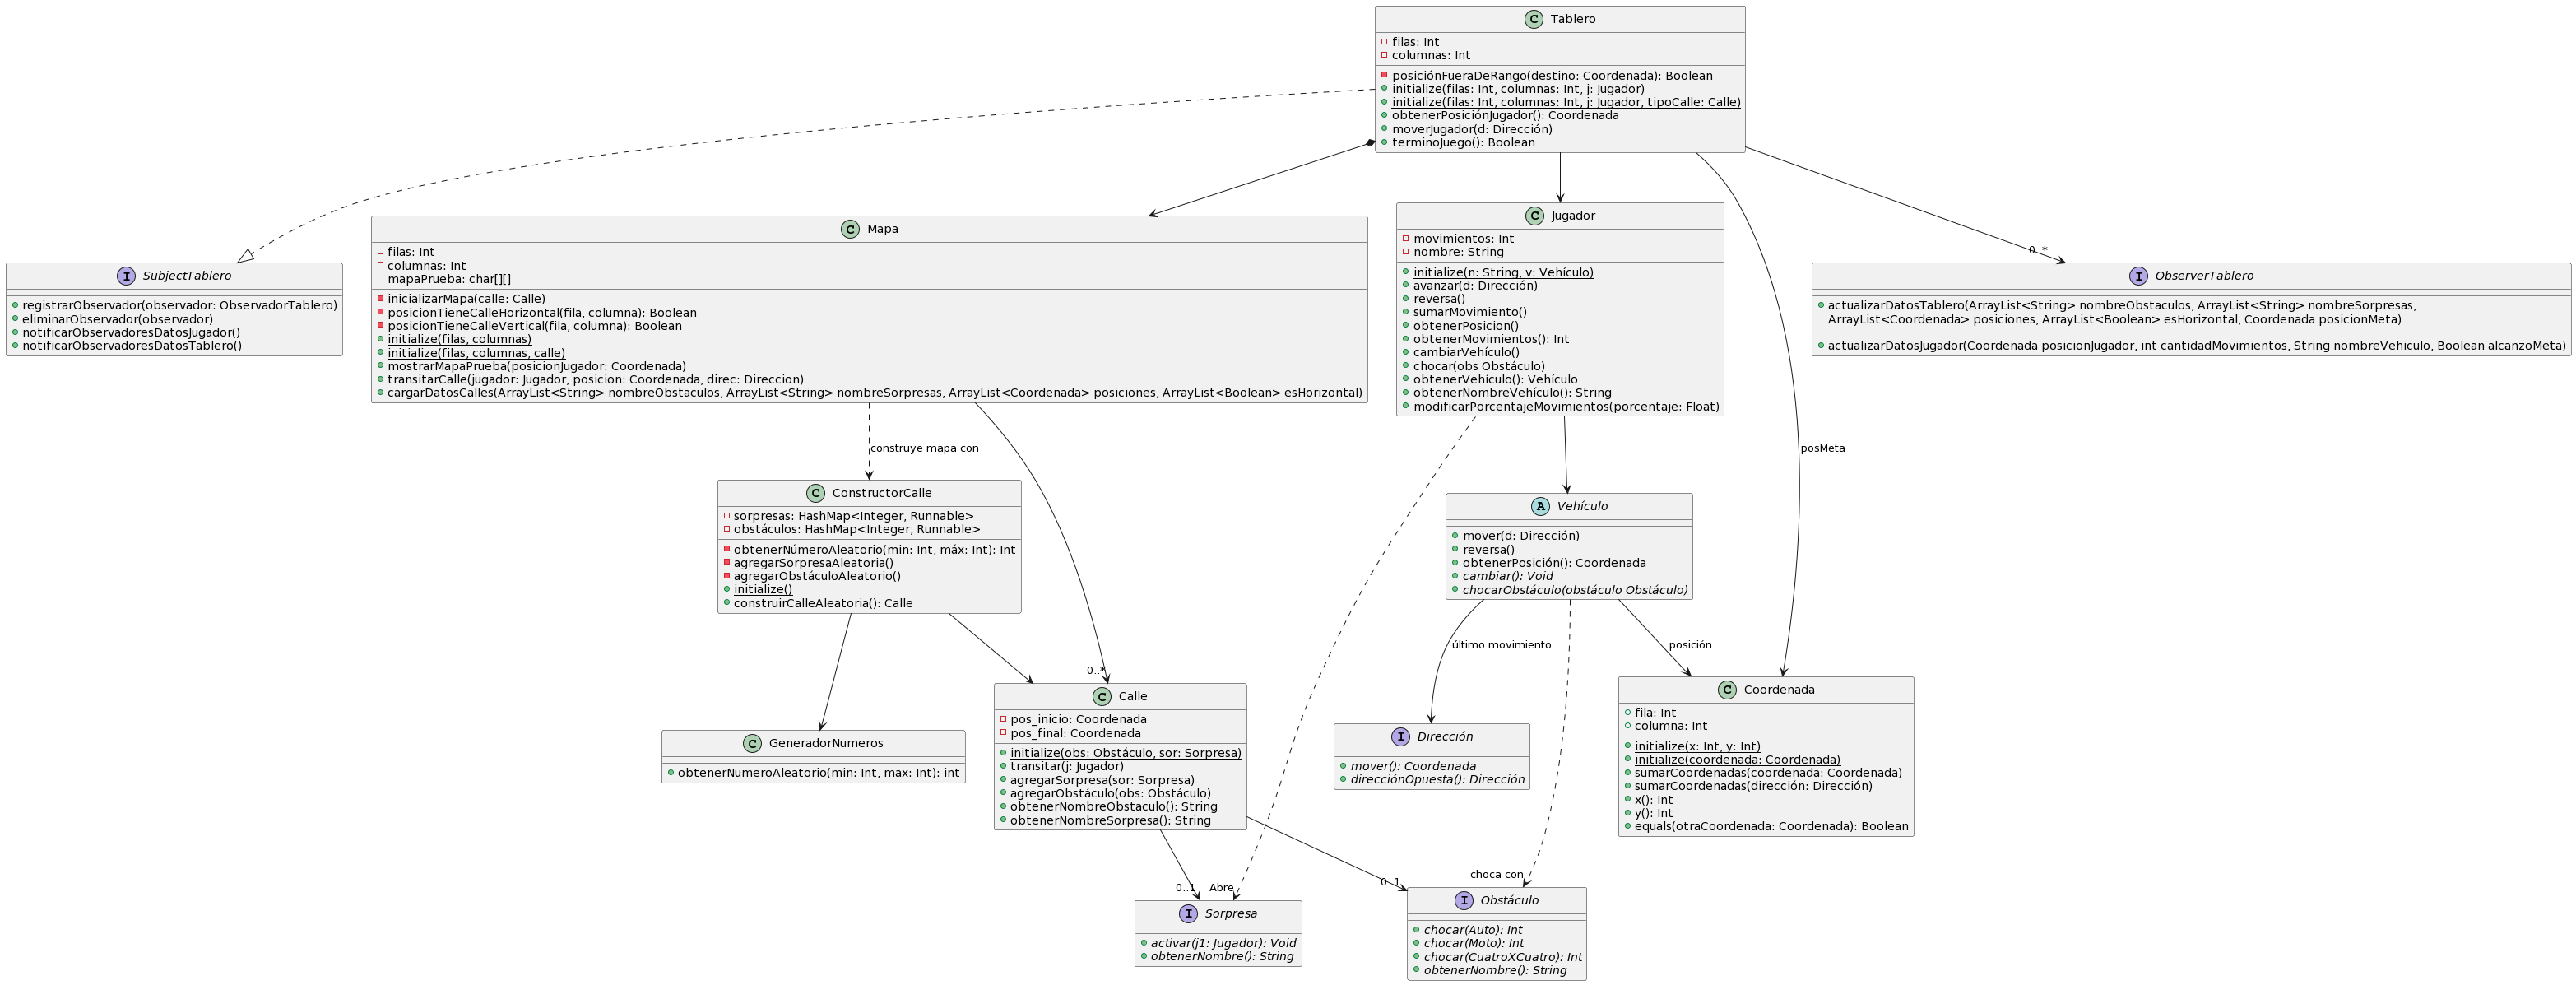 Tablero
filas: Int
columnas: Int
posiciónFueraDeRango(destino: Coordenada): Boolean
initialize(filas: Int, columnas: Int, j: Jugador)
initialize(filas: Int, columnas: Int, j: Jugador, tipoCalle: Calle)
obtenerPosiciónJugador(): Coordenada
moverJugador(d: Dirección)
terminoJuego(): Boolean
SubjectTablero
registrarObservador(observador: ObservadorTablero)
eliminarObservador(observador)
notificarObservadoresDatosJugador()
notificarObservadoresDatosTablero()
Mapa
filas: Int
columnas: Int
mapaPrueba: char[][]
inicializarMapa(calle: Calle)
posicionTieneCalleHorizontal(fila, columna): Boolean
posicionTieneCalleVertical(fila, columna): Boolean
initialize(filas, columnas)
initialize(filas, columnas, calle)
mostrarMapaPrueba(posicionJugador: Coordenada)
transitarCalle(jugador: Jugador, posicion: Coordenada, direc: Direccion)
cargarDatosCalles(ArrayList<String> nombreObstaculos, ArrayList<String> nombreSorpresas, ArrayList<Coordenada> posiciones, ArrayList<Boolean> esHorizontal)
Jugador
movimientos: Int
nombre: String
initialize(n: String, v: Vehículo)
avanzar(d: Dirección)
reversa()
sumarMovimiento()
obtenerPosicion()
obtenerMovimientos(): Int
cambiarVehículo()
chocar(obs Obstáculo)
obtenerVehículo(): Vehículo
obtenerNombreVehículo(): String
modificarPorcentajeMovimientos(porcentaje: Float)
0..*
ObserverTablero
actualizarDatosTablero(ArrayList<String> nombreObstaculos, ArrayList<String> nombreSorpresas,
ArrayList<Coordenada> posiciones, ArrayList<Boolean> esHorizontal, Coordenada posicionMeta)
actualizarDatosJugador(Coordenada posicionJugador, int cantidadMovimientos, String nombreVehiculo, Boolean alcanzoMeta)
construye mapa con
posMeta
ConstructorCalle
sorpresas: HashMap<Integer, Runnable>
obstáculos: HashMap<Integer, Runnable>
obtenerNúmeroAleatorio(min: Int, máx: Int): Int
agregarSorpresaAleatoria()
agregarObstáculoAleatorio()
initialize()
construirCalleAleatoria(): Calle
Vehículo
mover(d: Dirección)
reversa()
obtenerPosición(): Coordenada
cambiar(): Void
chocarObstáculo(obstáculo Obstáculo)
último movimiento
posición
0..*
GeneradorNumeros
obtenerNumeroAleatorio(min: Int, max: Int): int
Calle
pos_inicio: Coordenada
pos_final: Coordenada
initialize(obs: Obstáculo, sor: Sorpresa)
transitar(j: Jugador)
agregarSorpresa(sor: Sorpresa)
agregarObstáculo(obs: Obstáculo)
obtenerNombreObstaculo(): String
obtenerNombreSorpresa(): String
Dirección
mover(): Coordenada
direcciónOpuesta(): Dirección
Coordenada
fila: Int
columna: Int
initialize(x: Int, y: Int)
initialize(coordenada: Coordenada)
sumarCoordenadas(coordenada: Coordenada)
sumarCoordenadas(dirección: Dirección)
x(): Int
y(): Int
equals(otraCoordenada: Coordenada): Boolean
0..1
Abre
0..1
choca con
Sorpresa
activar(j1: Jugador): Void
obtenerNombre(): String
Obstáculo
chocar(Auto): Int
chocar(Moto): Int
chocar(CuatroXCuatro): Int
obtenerNombre(): String